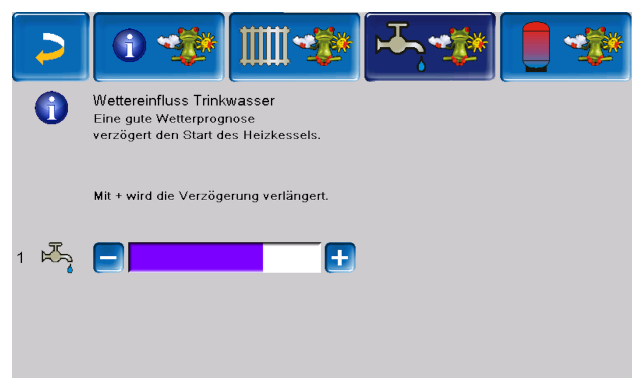 Wettereinfluss Trinkwasser
Eine gute Wetterprognose
verzögert den Start des Heizkessels.
Mit + wird die Verzögerung verlängert.
1